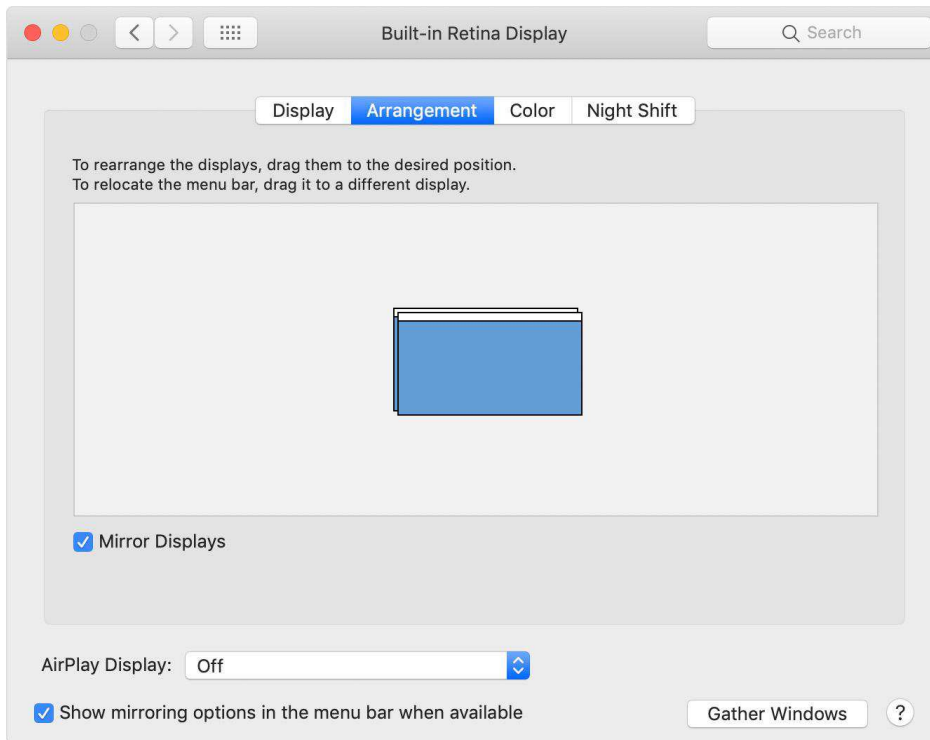 Built-in Retina Display
Search
Display Arrangement Color Night Shift
To rearrange the displays, drag them to the desired position.
To relocate the menu bar, drag it to a different display.
Mirror Displays
AirPlay Display: Off
Show mirroring options in the menu bar when available
Gather Windows ?